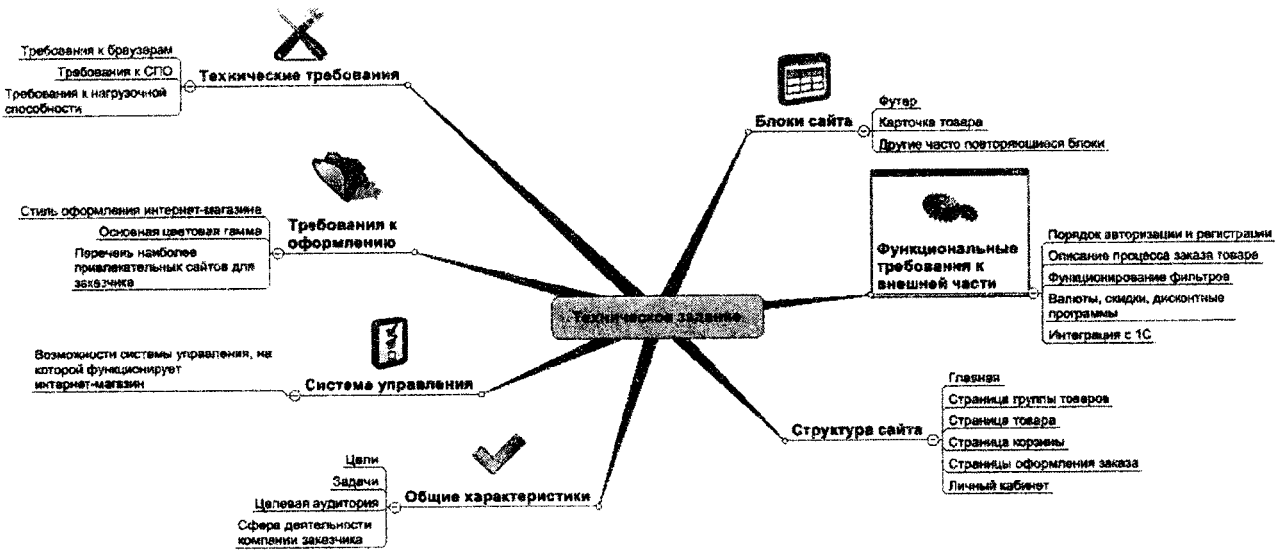 Технические требования
Требования к браузерам
Требования к СПО
Требования к нагрузочной
способности
Требования к
оформлению
Стиль оформления интернет-магазина
Основная цветовая гамма
Перечень наиболее
привлекательных сайтов для
заказчика
Система управления
Возможности системы управления, на
которой функционирует
интернет-магазин
Общие характеристики
Цели
Задачи
Целевая аудитория
Сфера деятельности
компании заказчика
Техническое задание
Блоки сайта
Футер
Карточка товара
Другие часто повторяющиеся блоки
Функциональные
требования к
внешней части
Порядок авторизации и регистрации
Описание процесса заказа товара
Функционирование фильтров
Валюты, скидки, дисконтные
программы
Интеграция с 1С
Структура сайта
Главная
Страница группы товаров
Страница товара
Страница корзины
Страницы оформления заказа
Личный кабинет